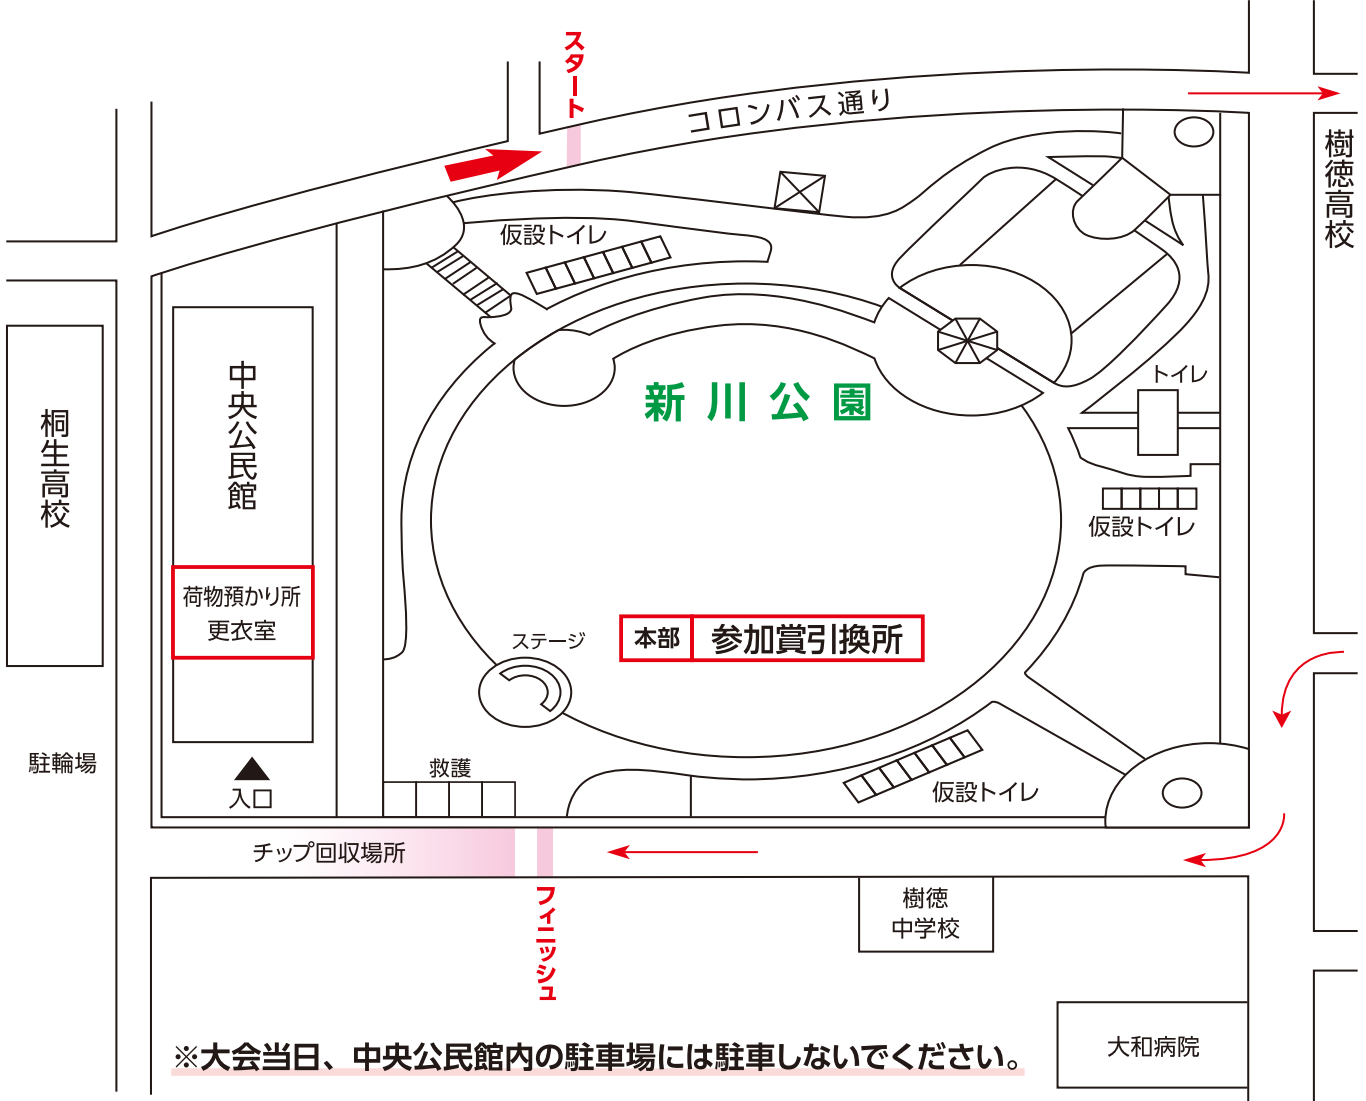 スタート
コロンバス通り
樹徳高校
仮設トイレ
中央公民館
桐生高校
新川公園
トイレ
仮設トイレ
荷物預かり所
更衣室
本部
参加賞引換所
ステージ
駐輪場
入口
救護
仮設トイレ
チップ回収場所
フィニッシュ
樹徳
中学校
大和病院
※大会当日、中央公民館内の駐車場には駐車しないでください。